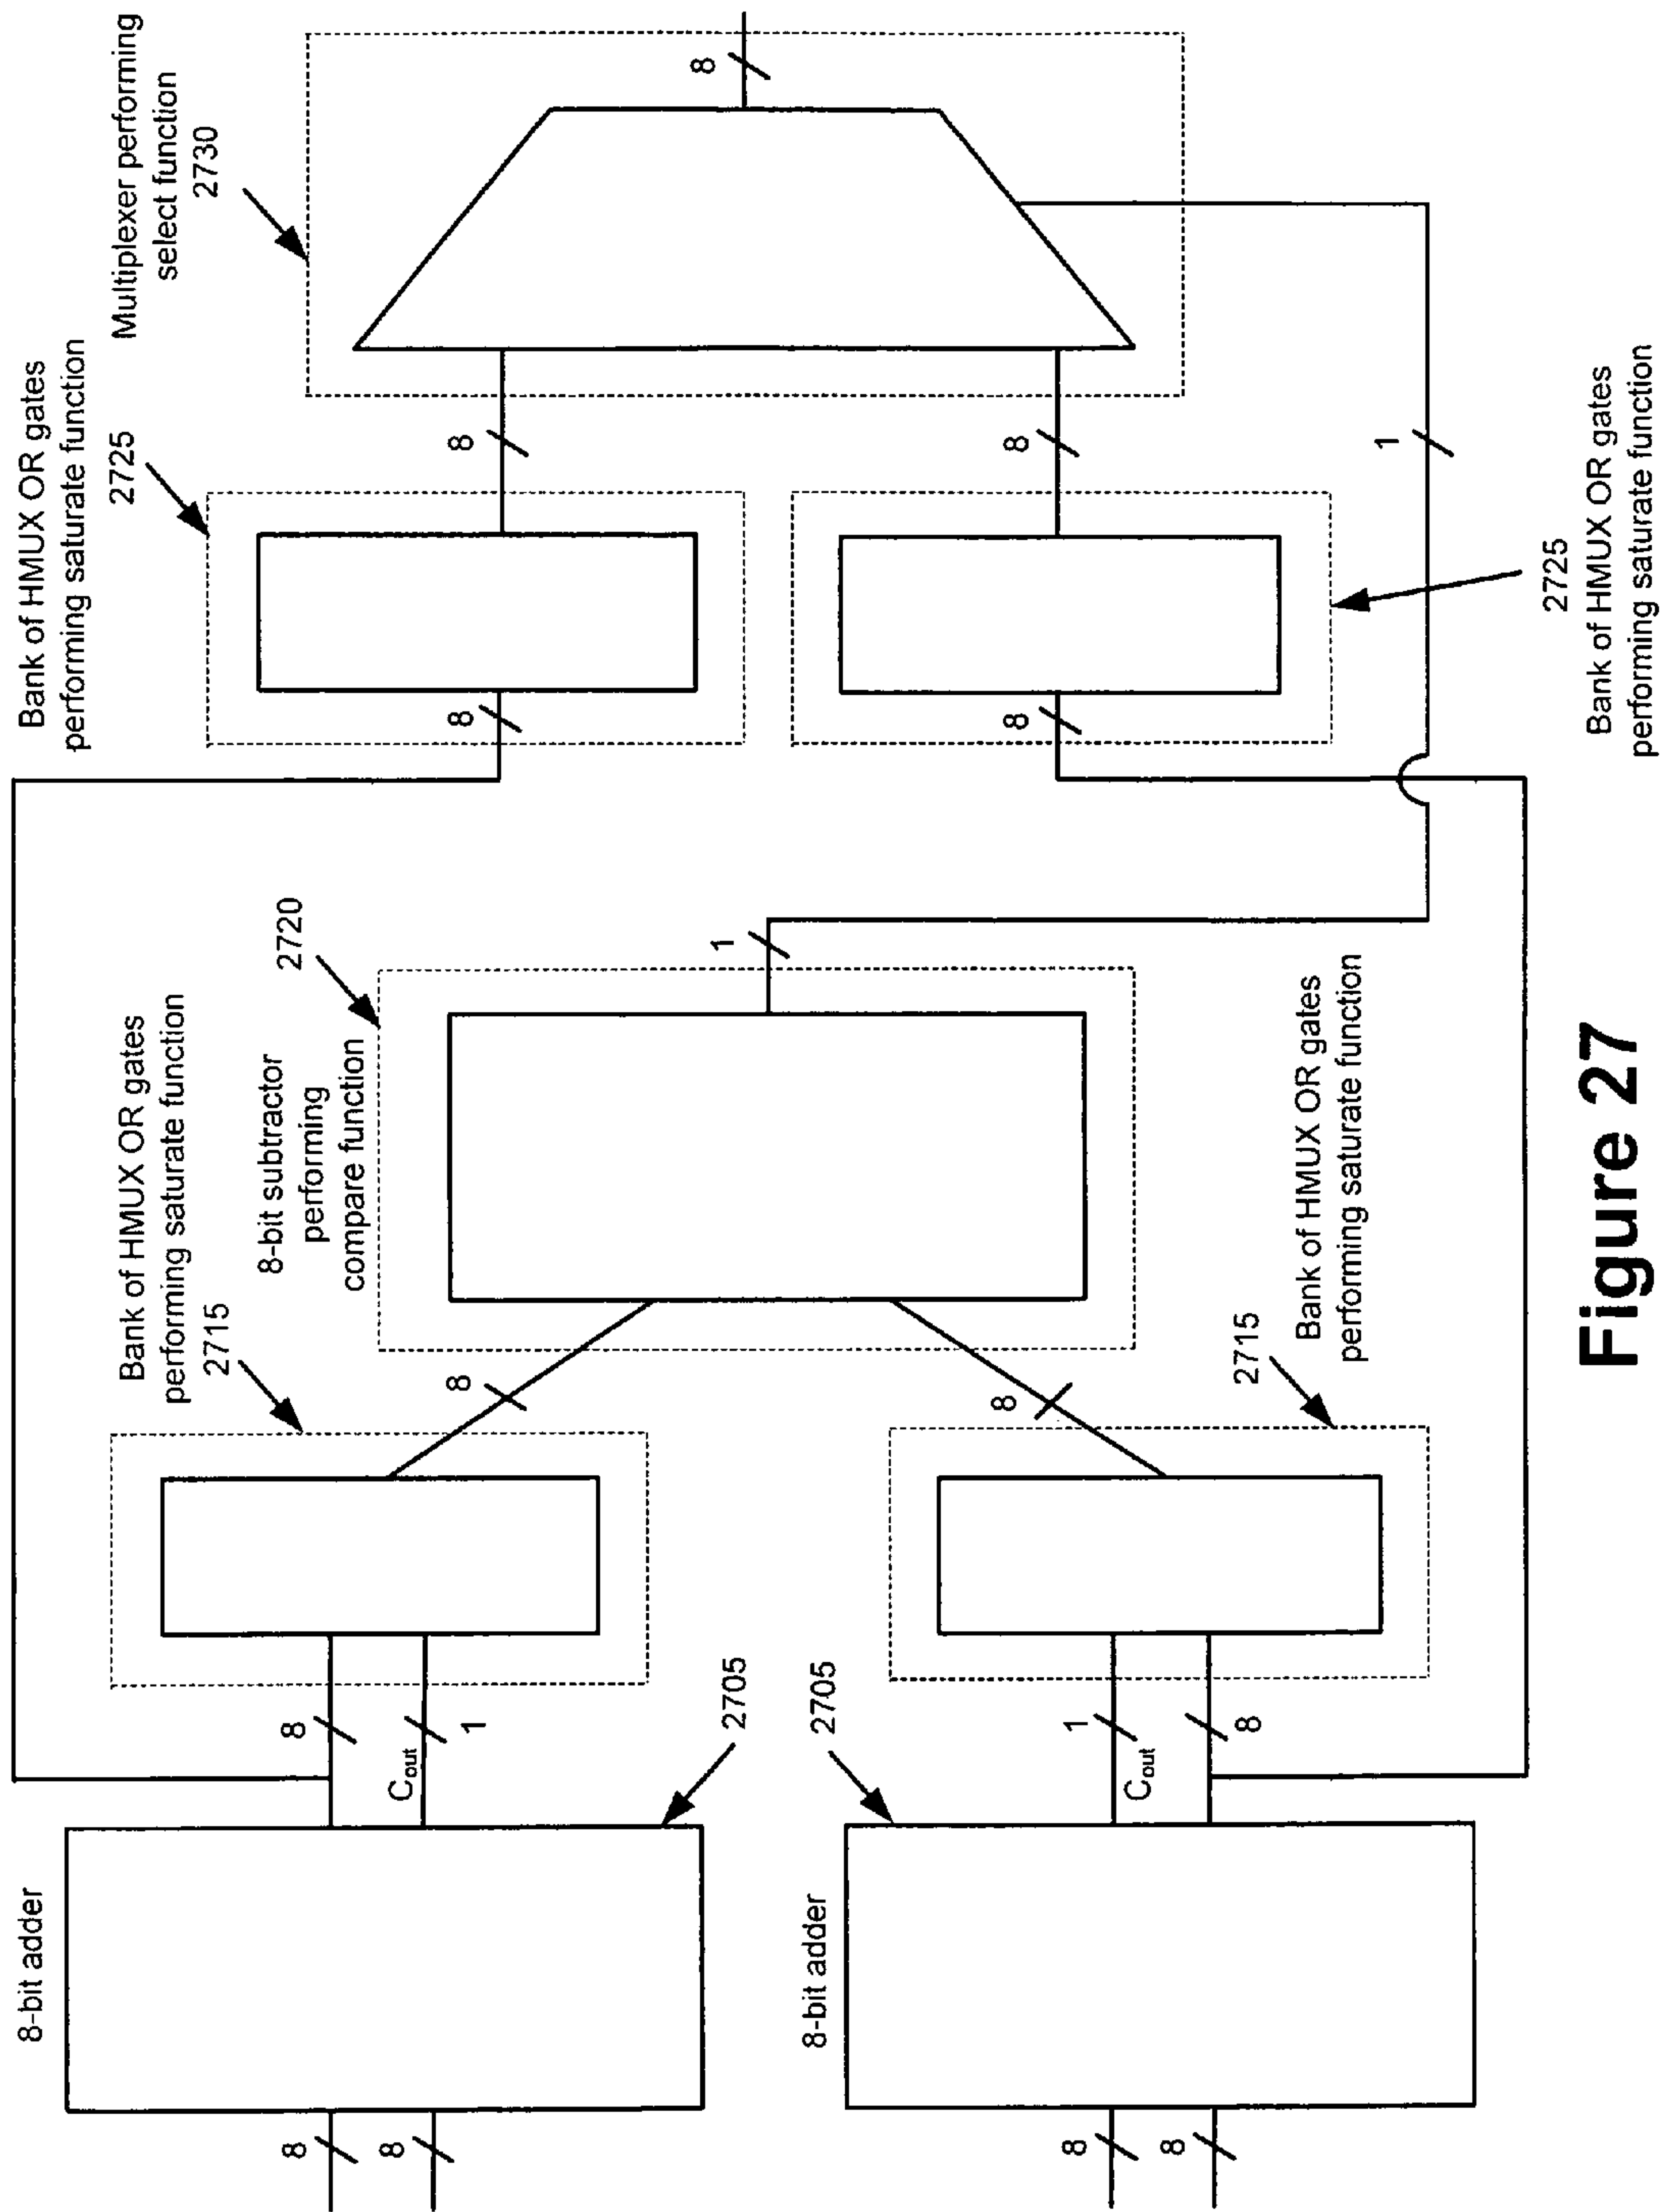 8-bit adder
8
8
8
C_out
1
2705
Bank of HMUX OR gates
performing saturate function
2715
8
8-bit subtractor
performing
compare function
2720
1
Bank of HMUX OR gates
performing saturate function
2725
8
8
Multiplexer performing
select function
2730
8
8-bit adder
8
8
1
C_out
8
2705
2715
Bank of HMUX OR gates
performing saturate function
8
8
8
2725
Bank of HMUX OR gates
performing saturate function
1
Figure 27